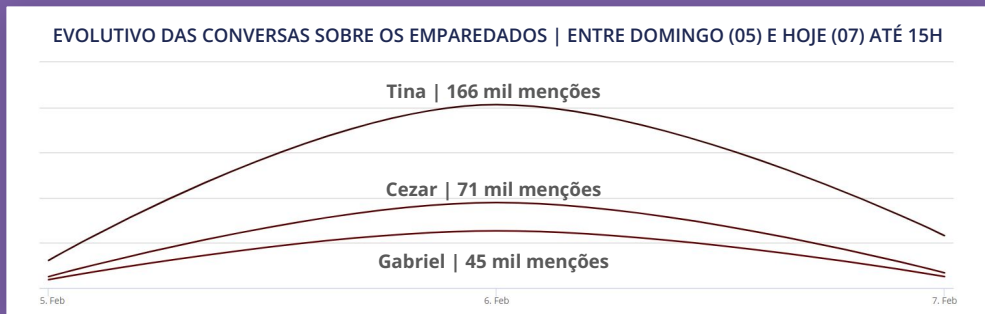 EVOLUTIVO DAS CONVERSAS SOBRE OS EMPAREDADOS | ENTRE DOMINGO (05) E HOJE (07) ATÉ 15H
Tina | 166 mil menções
Cezar | 71 mil menções
Gabriel | 45 mil menções
5. Feb 6. Feb 7. Feb